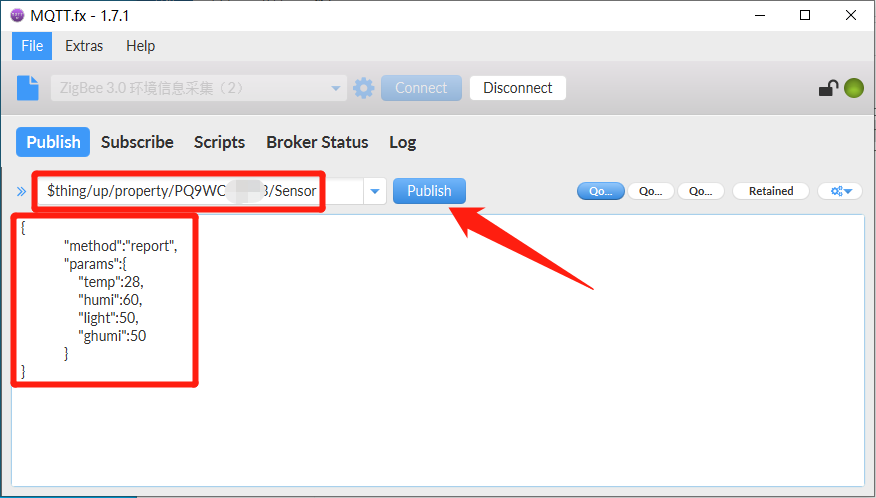 MQTT.fx - 1.7.1
File Extras Help
ZigBee 3.0 环境信息采集（2） Connect Disconnect
Publish Subscribe Scripts Broker Status Log
$thing/up/property/PQ9WC 3/Sensor Publish Qo... Qo... Qo... Retained
{
"method":"report",
"params":{
"temp":28,
"humi":60,
"light":50,
"ghumi":50
}
}